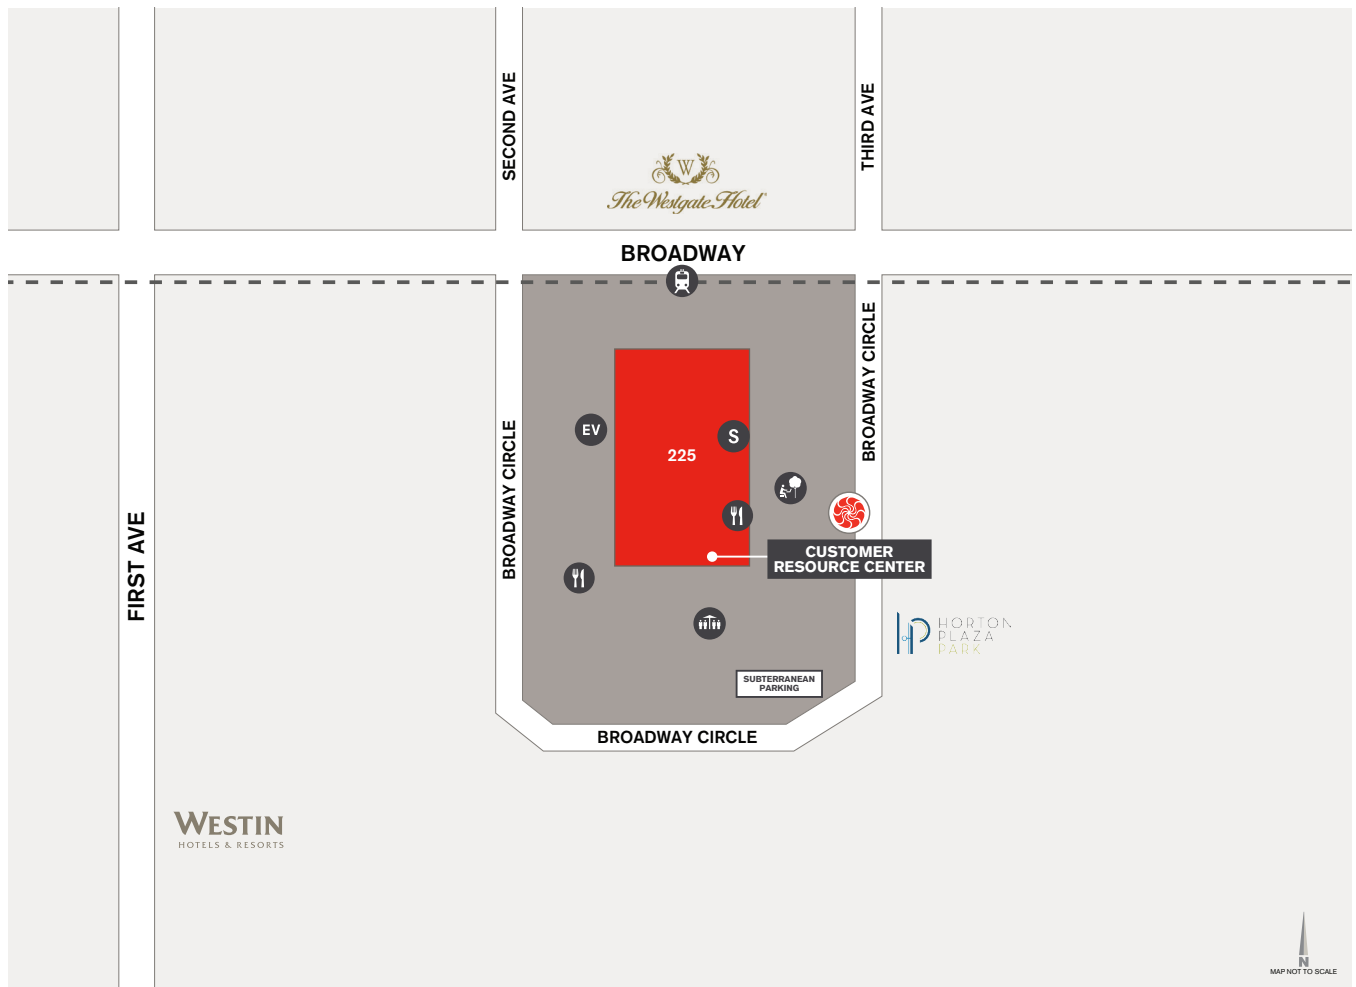 SECOND AVE
THIRD AVE
W
The Westgate Hotel
BROADWAY
BROADWAY CIRCLE
EV
S
225
BROADWAY CIRCLE
FIRST AVE
CUSTOMER
RESOURCE CENTER
HORTON
PLAZA
PARK
SUBTERRANEAN
PARKING
BROADWAY CIRCLE
WESTIN
HOTELS & RESORTS
N
MAP NOT TO SCALE